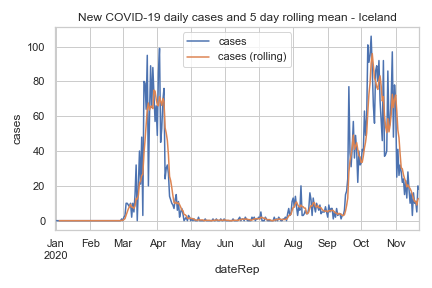 New COVID-19 daily cases and 5 day rolling mean - Iceland
cases
cases (rolling)
100
80
60
40
20
0
cases
Jan Feb Mar Apr May Jun Jul Aug Sep Oct Nov
2020
dateRep